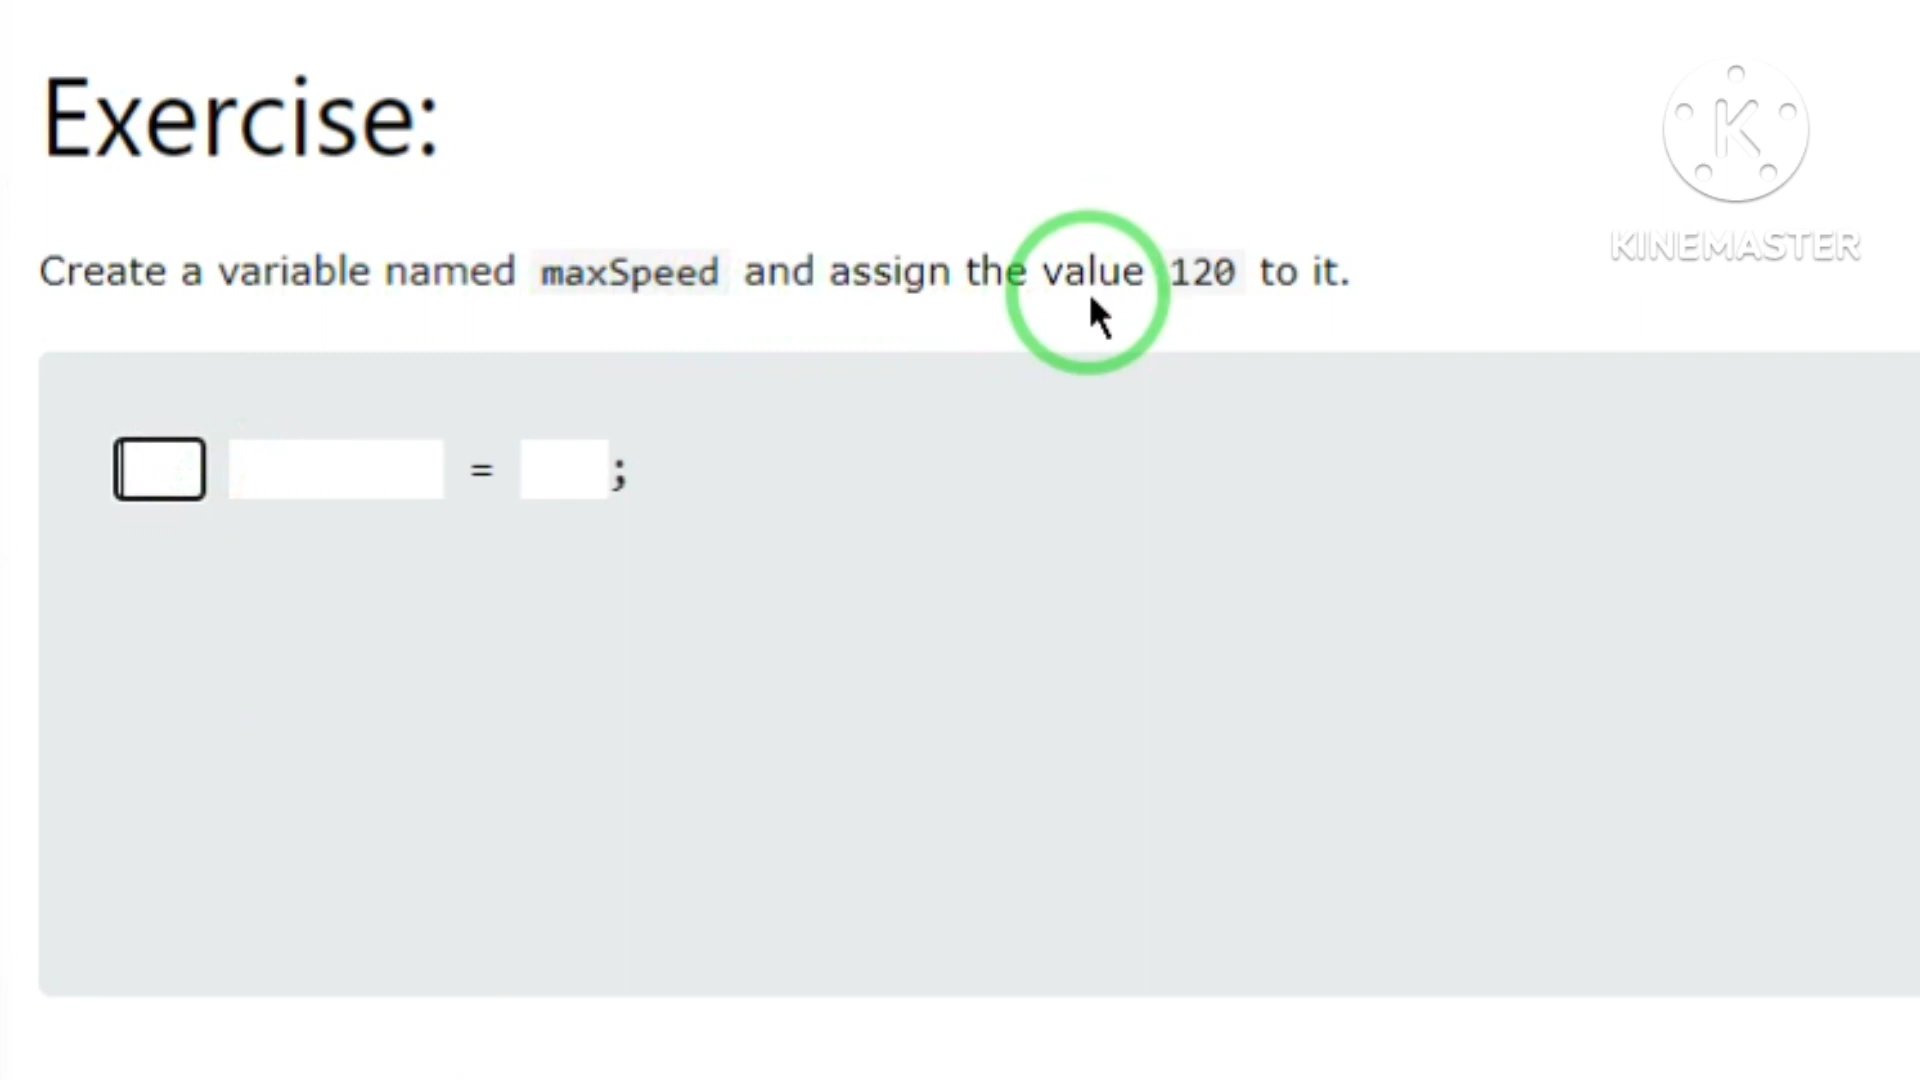 Exercise:
K
KINEMASTER
Create a variable named maxSpeed and assign the value 120 to it.
= ;